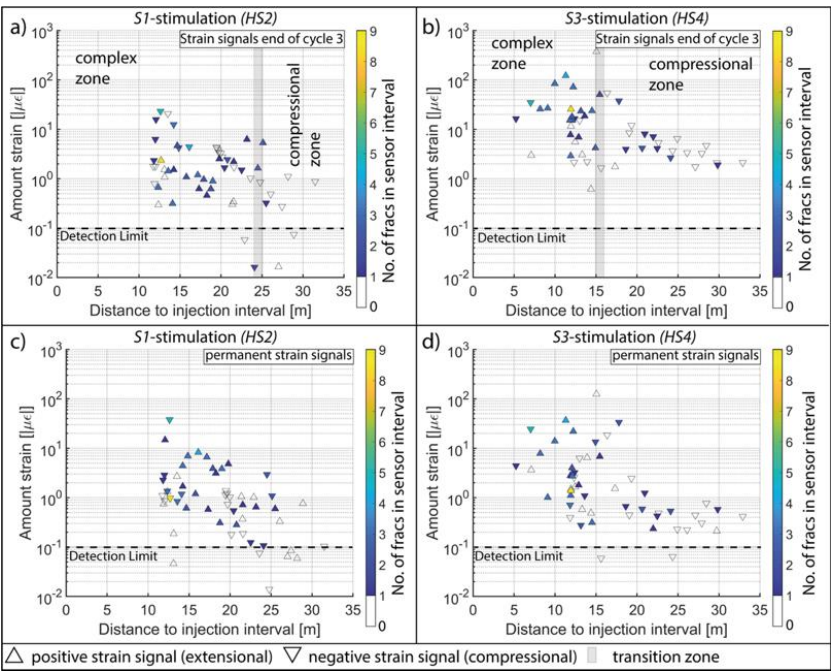 a)
S1-stimulation (HS2)
Strain signals end of cycle 3
complex
zone
compressional
zone
Detection Limit
Amount strain [|με|]
10³
10²
10¹
10⁰
10⁻¹
10⁻²
0 5 10 15 20 25 30 35
Distance to injection interval [m]
No. of fracs in sensor interval
9
8
7
6
5
4
3
2
1
0
b)
S3-stimulation (HS4)
Strain signals end of cycle 3
complex
zone
compressional
zone
Detection Limit
Amount strain [|με|]
10³
10²
10¹
10⁰
10⁻¹
10⁻²
0 5 10 15 20 25 30 35
Distance to injection interval [m]
No. of fracs in sensor interval
9
8
7
6
5
4
3
2
1
0
c)
S1-stimulation (HS2)
permanent strain signals
Detection Limit
Amount strain [|με|]
10³
10²
10¹
10⁰
10⁻¹
10⁻²
0 5 10 15 20 25 30 35
Distance to injection interval [m]
No. of fracs in sensor interval
9
8
7
6
5
4
3
2
1
0
d)
S3-stimulation (HS4)
permanent strain signals
Detection Limit
Amount strain [|με|]
10³
10²
10¹
10⁰
10⁻¹
10⁻²
0 5 10 15 20 25 30 35
Distance to injection interval [m]
No. of fracs in sensor interval
9
8
7
6
5
4
3
2
1
0
positive strain signal (extensional) negative strain signal (compressional) transition zone